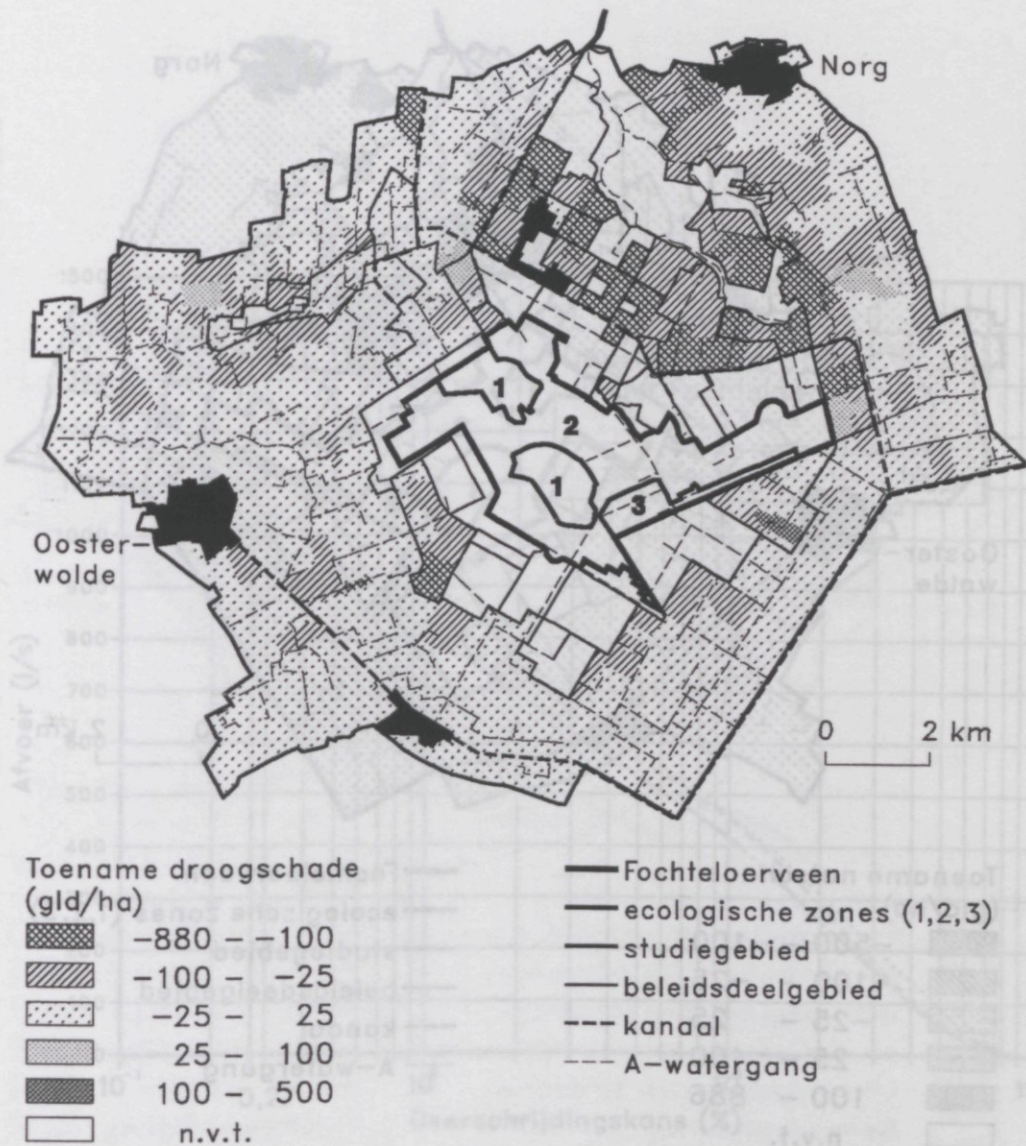 Norg
1
2
1
3
Ooster-
wolde
0 2 km
Toename droogschade
(gld/ha)
-880 - -100
-100 - -25
-25 - 25
25 - 100
100 - 500
n.v.t.
Fochteloerveen
ecologische zones (1,2,3)
studiegebied
beleidsdeelgebied
kanaal
A-watergang